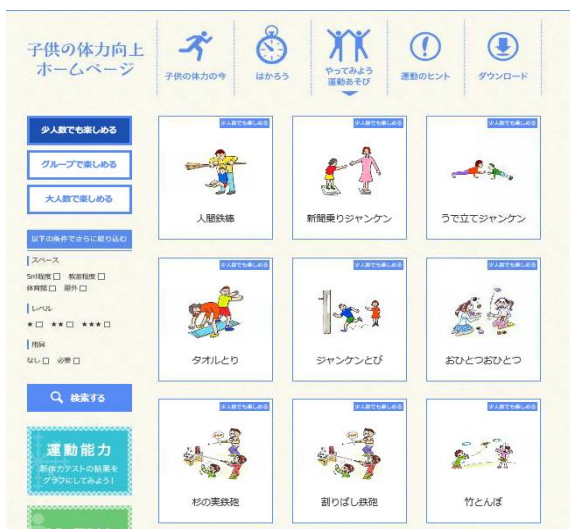 子供の体力向上
ホームページ
子供の体力の今
はかろう
やってみよう
運動あそび
運動のヒント
ダウンロード
少人数でも楽しめる
グループで楽しめる
大人数で楽しめる
以下の条件でさらに絞り込む
スペース
5㎡程度 教室程度
体育館 屋外
レベル
★ ★★ ★★★
用具
なし 必要
検索する
運動能力
新体力テストの結果を
グラフにしてみよう!
少人数でも楽しめる
人間鉄棒
少人数でも楽しめる
新聞乗りジャンケン
少人数でも楽しめる
うで立てジャンケン
少人数でも楽しめる
タオルとり
少人数でも楽しめる
ジャンケンとび
少人数でも楽しめる
おひとつおひとつ
少人数でも楽しめる
杉の実鉄砲
少人数でも楽しめる
割りばし鉄砲
少人数でも楽しめる
竹とんぼ